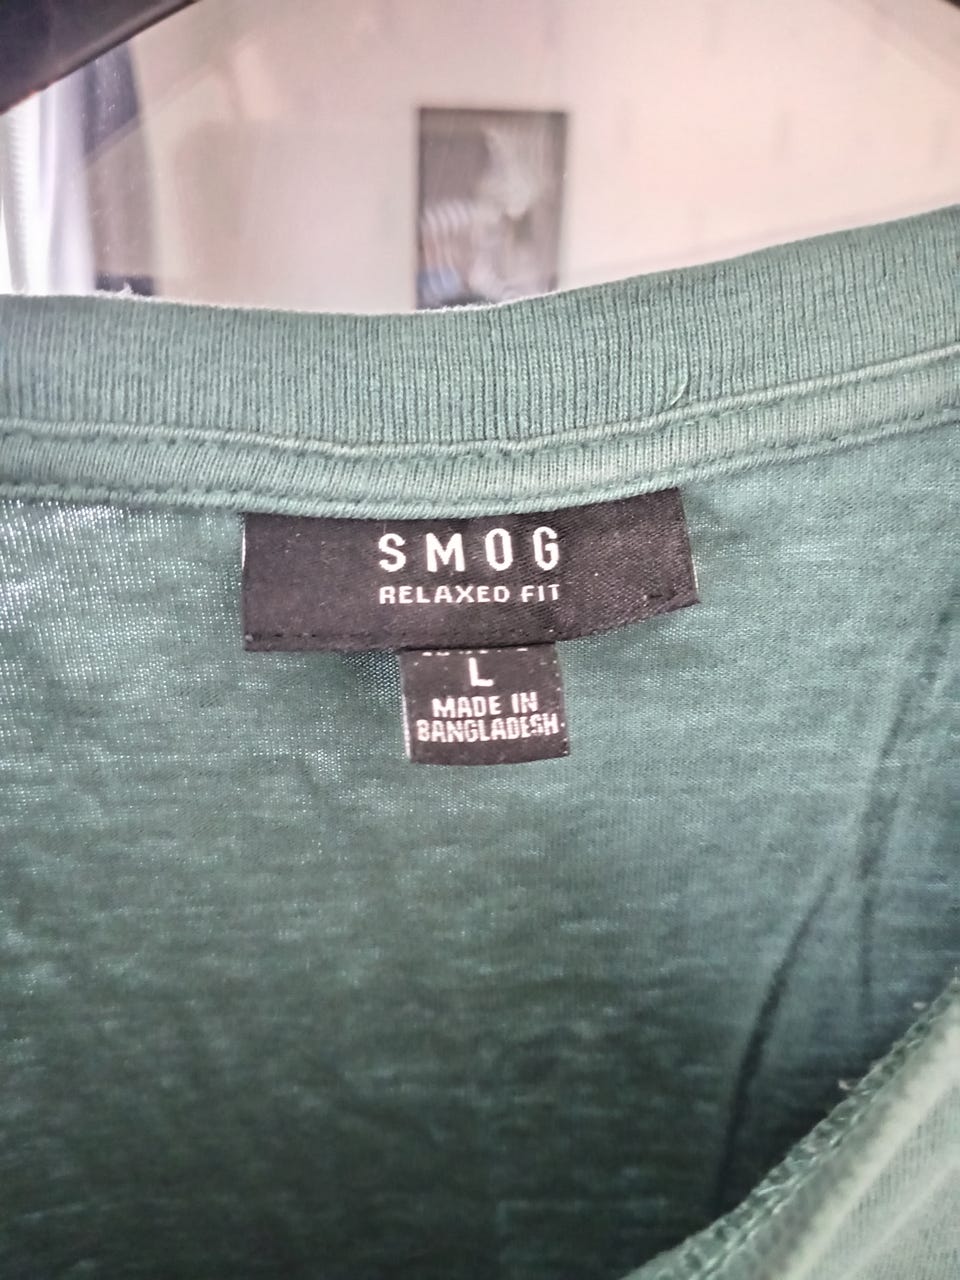 SMOG
RELAXED FIT
L
MADE IN
BANGLADESH